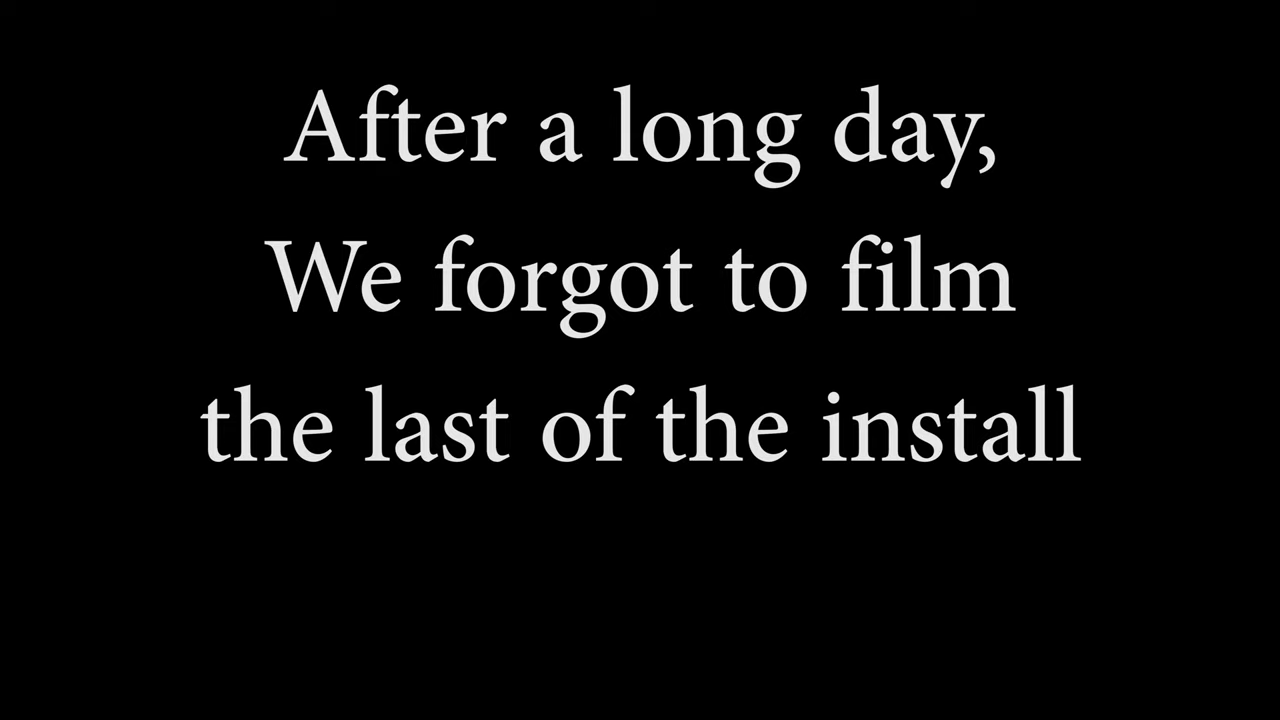 After a long day,
We forgot to film
the last of the install